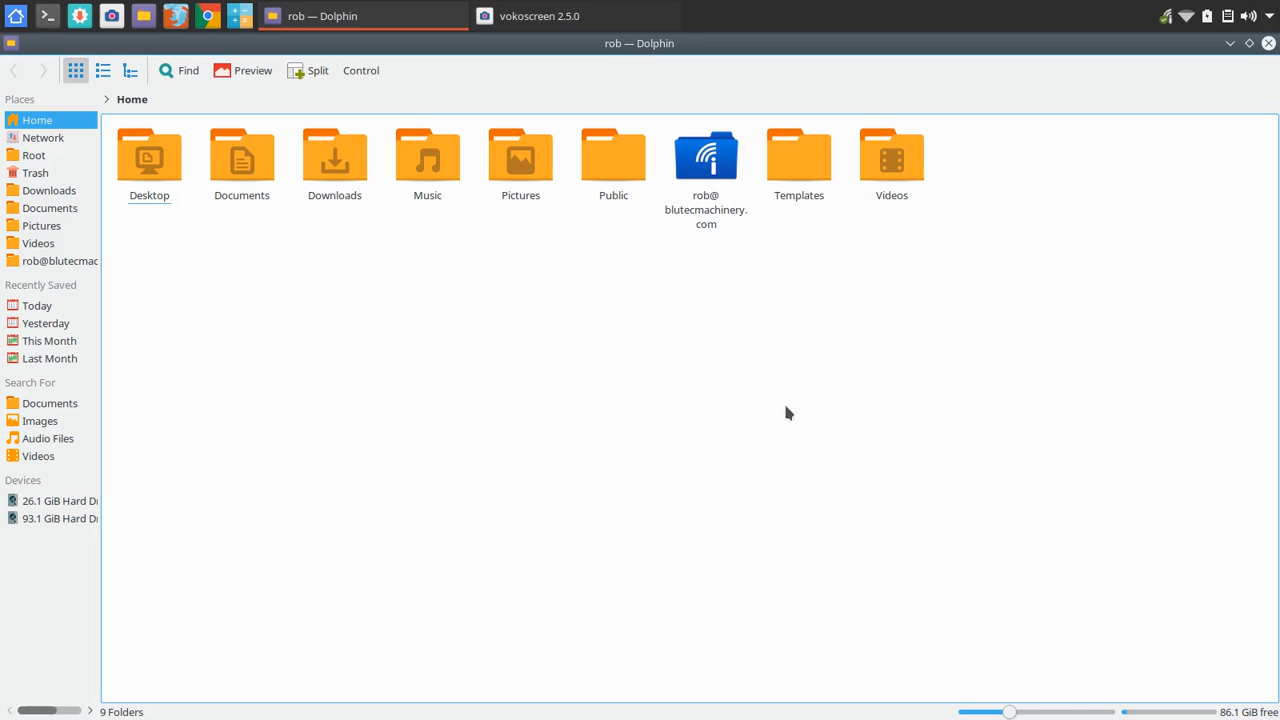 rob — Dolphin
vokoscreen 2.5.0
rob — Dolphin
Find
Preview
Split
Control
Places
Home
Network
Root
Trash
Downloads
Documents
Pictures
Videos
rob@blutecmac
Recently Saved
Today
Yesterday
This Month
Last Month
Search For
Documents
Images
Audio Files
Videos
Devices
26.1 GiB Hard Dr
93.1 GiB Hard Dr
Home
Desktop
Documents
Downloads
Music
Pictures
Public
rob@
blutecmachinery.
com
Templates
Videos
9 Folders
86.1 GiB free